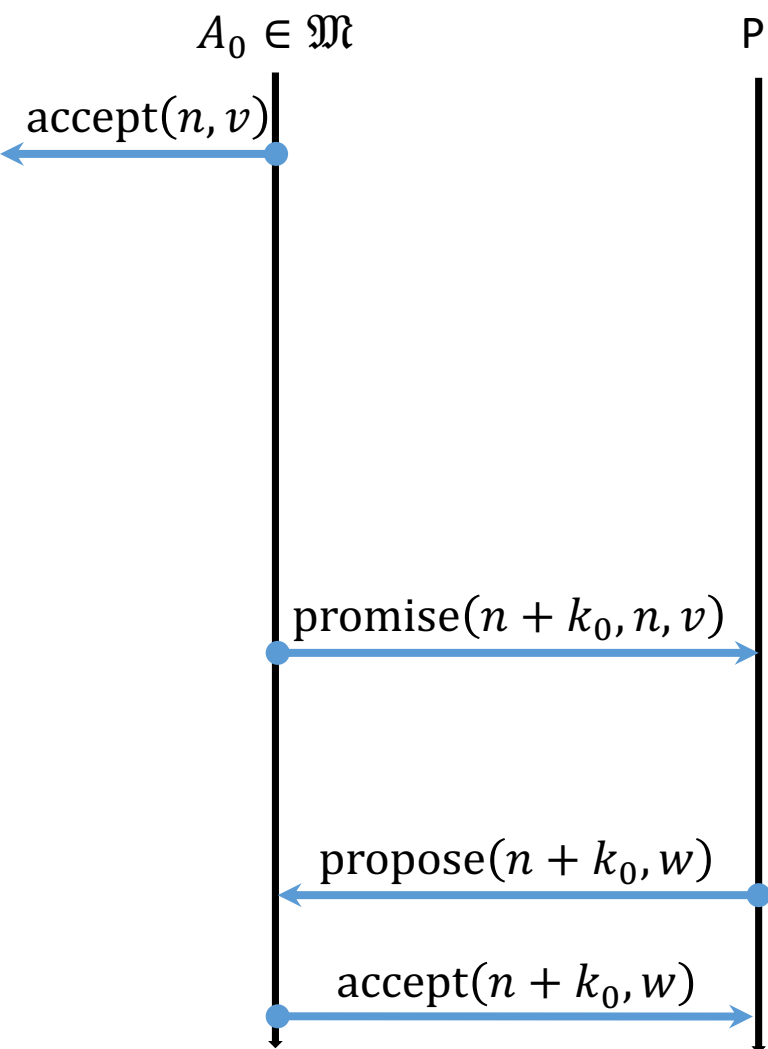 A₀ ∈ 𝔐
P
accept(n, v)
promise(n + k₀, n, v)
propose(n + k₀, w)
accept(n + k₀, w)